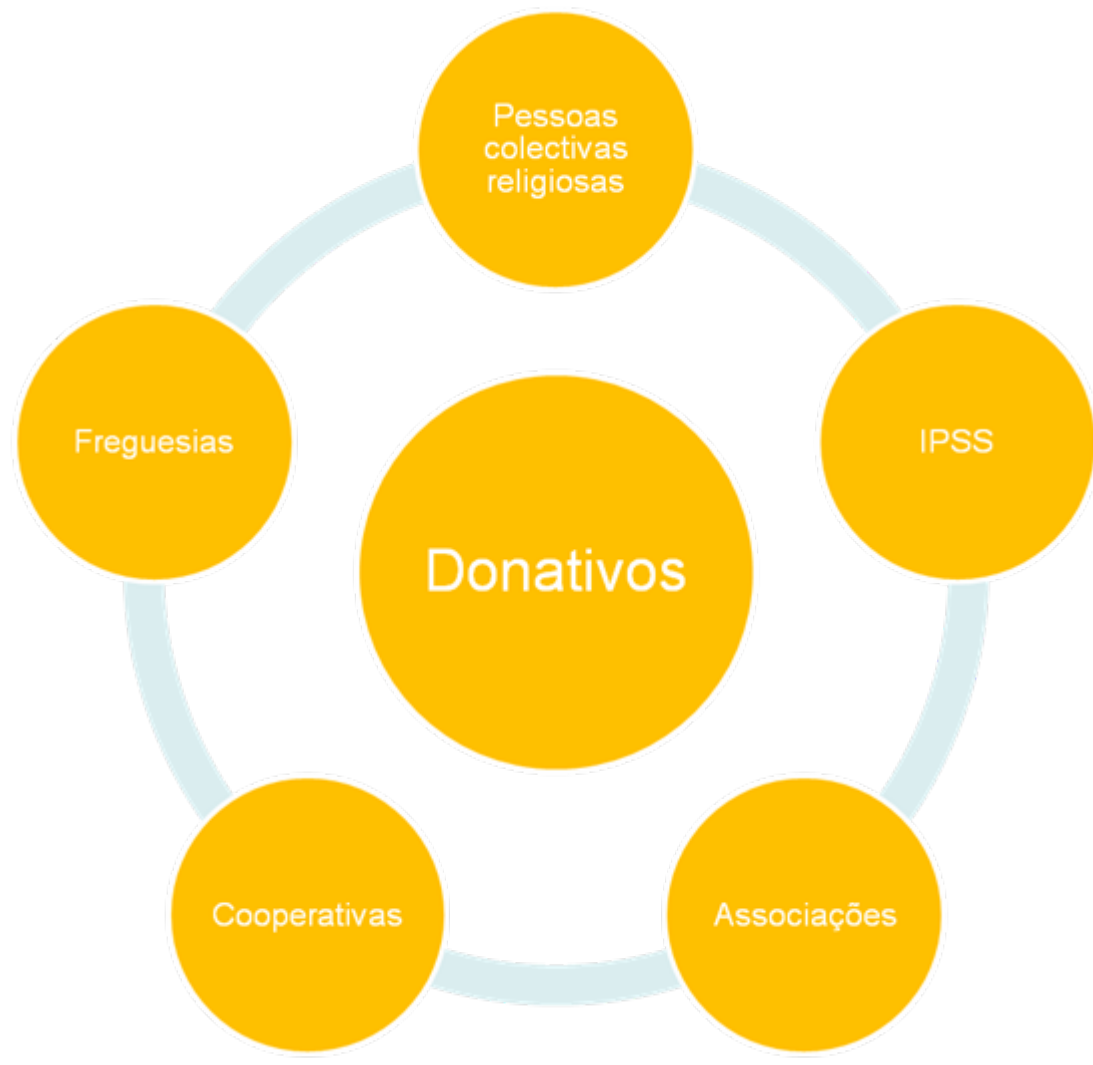 Pessoas
colectivas
religiosas
Freguesias
IPSS
Donativos
Cooperativas
Associações